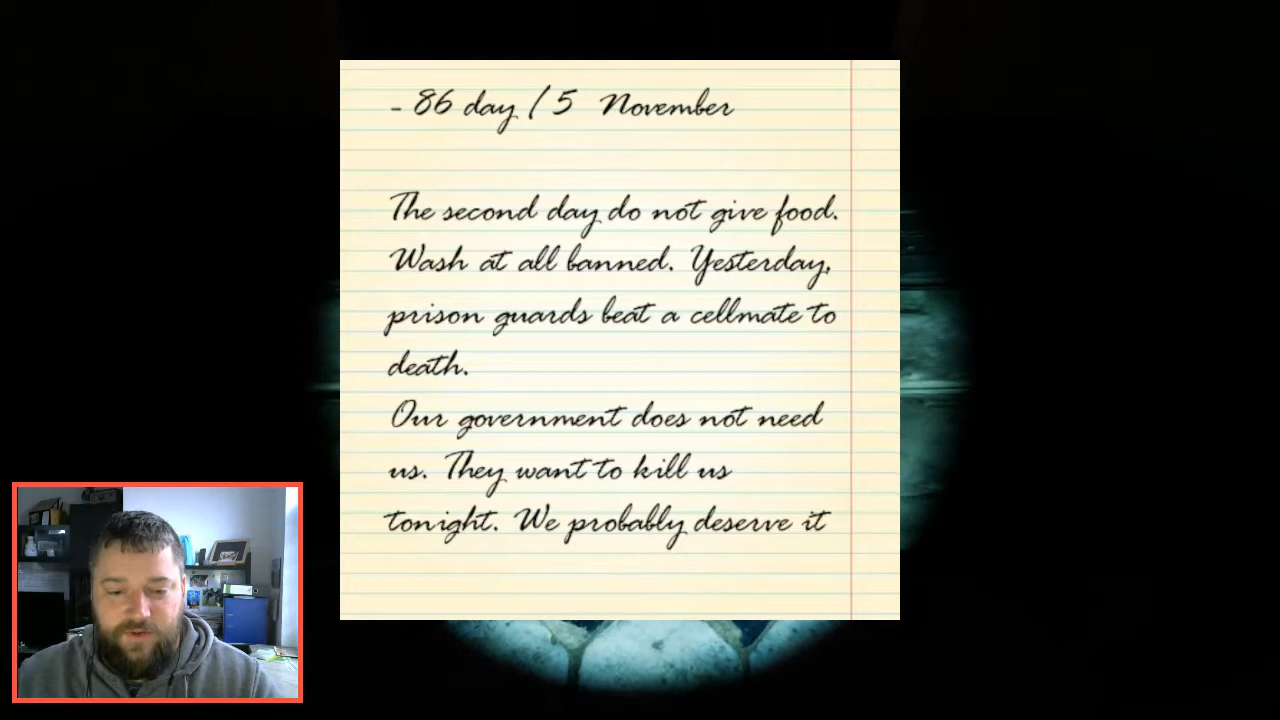 - 86 day / 5 November
The second day do not give food.
Wash at all banned. Yesterday,
prison guards beat a cellmate to
death.
Our government does not need
us. They want to kill us
tonight. We probably deserve it